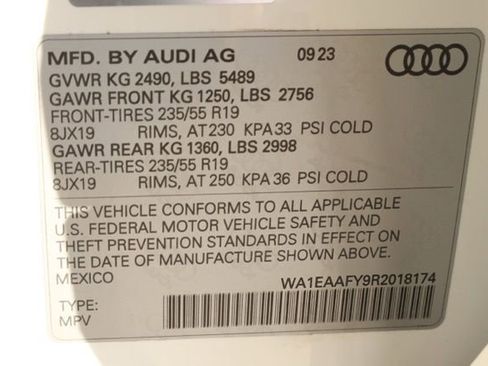 MFD. BY AUDI AG 09 23
GVWR KG 2490, LBS 5489
GAWR FRONT KG 1250, LBS 2756
FRONT-TIRES 235/55 R19
8JX19 RIMS, AT 230 KPA 33 PSI COLD
GAWR REAR KG 1360, LBS 2998
REAR-TIRES 235/55 R19
8JX19 RIMS, AT 250 KPA 36 PSI COLD
THIS VEHICLE CONFORMS TO ALL APPLICABLE
U.S. FEDERAL MOTOR VEHICLE SAFETY AND
THEFT PREVENTION STANDARDS IN EFFECT ON
THE DATE OF MANUFACTURE SHOWN ABOVE.
MEXICO WA1EAAFY9R2018174
TYPE:
MPV